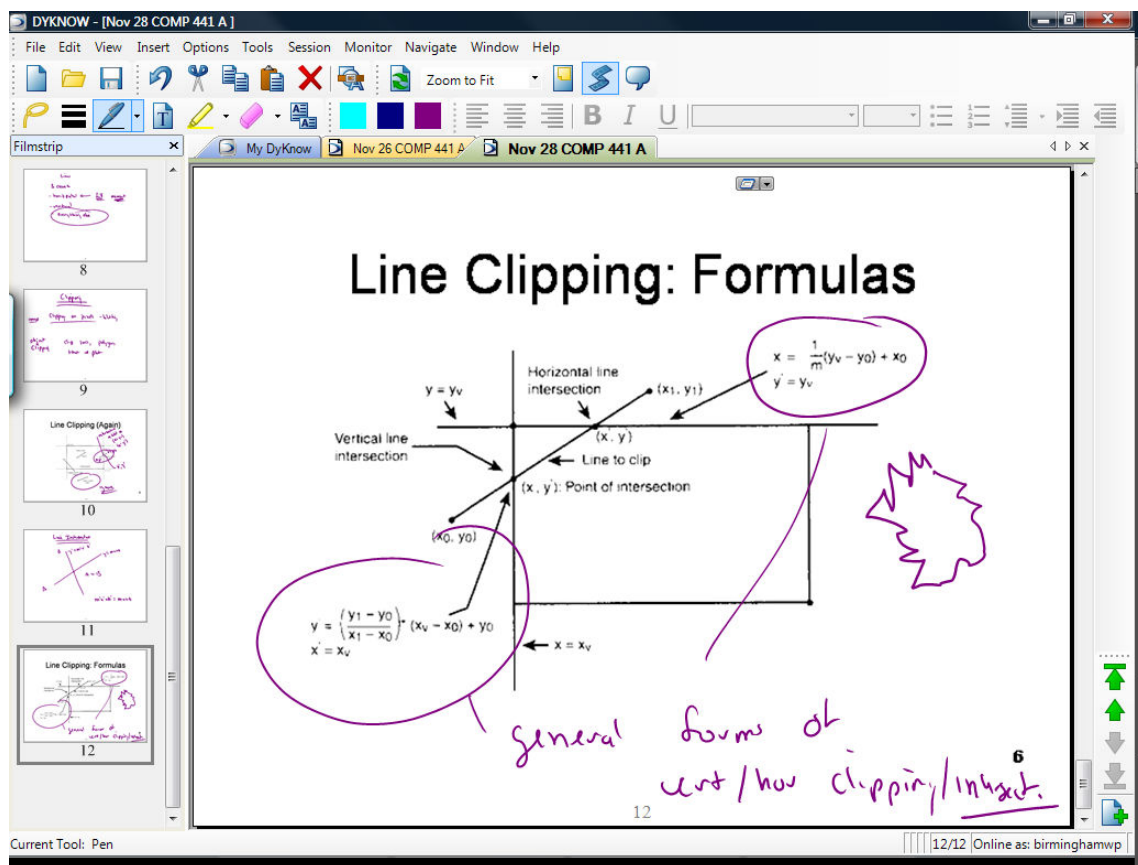 DYKNOW - [Nov 28 COMP 441 A ]
File Edit View Insert Options Tools Session Monitor Navigate Window Help
Zoom to Fit
B I U
Filmstrip
My DyKnow
Nov 26 COMP 441 A
Nov 28 COMP 441 A
8
Clipping
9
Line Clipping (Again)
10
11
Line Clipping: Formulas
12
Line Clipping: Formulas
x = 1/m (yv – y0) + x0
y' = yv
Horizontal line
intersection
y = yv
(x1, y1)
(x', y')
Vertical line
intersection
Line to clip
(x', y'): Point of intersection
(x0, y0)
y = ((y1 – y0)/(x1 – x0)) · (xv – x0) + y0
x' = xv
x = xv
general forms of
vert/hor clipping/intersect.
6
12
Current Tool: Pen
12/12 Online as: birminghamwp